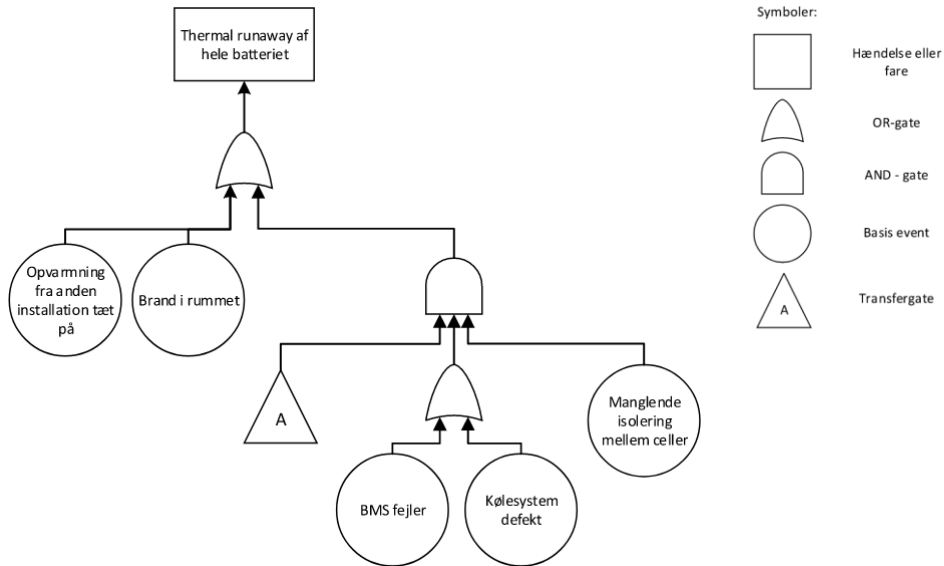 Thermal runaway af
hele batteriet
Opvarmning
fra anden
installation tæt
på
Brand i rummet
A
Manglende
isolering
mellem celler
BMS fejler
Kølesystem
defekt
Symboler:
Hændelse eller
fare
OR-gate
AND - gate
Basis event
A
Transfergate